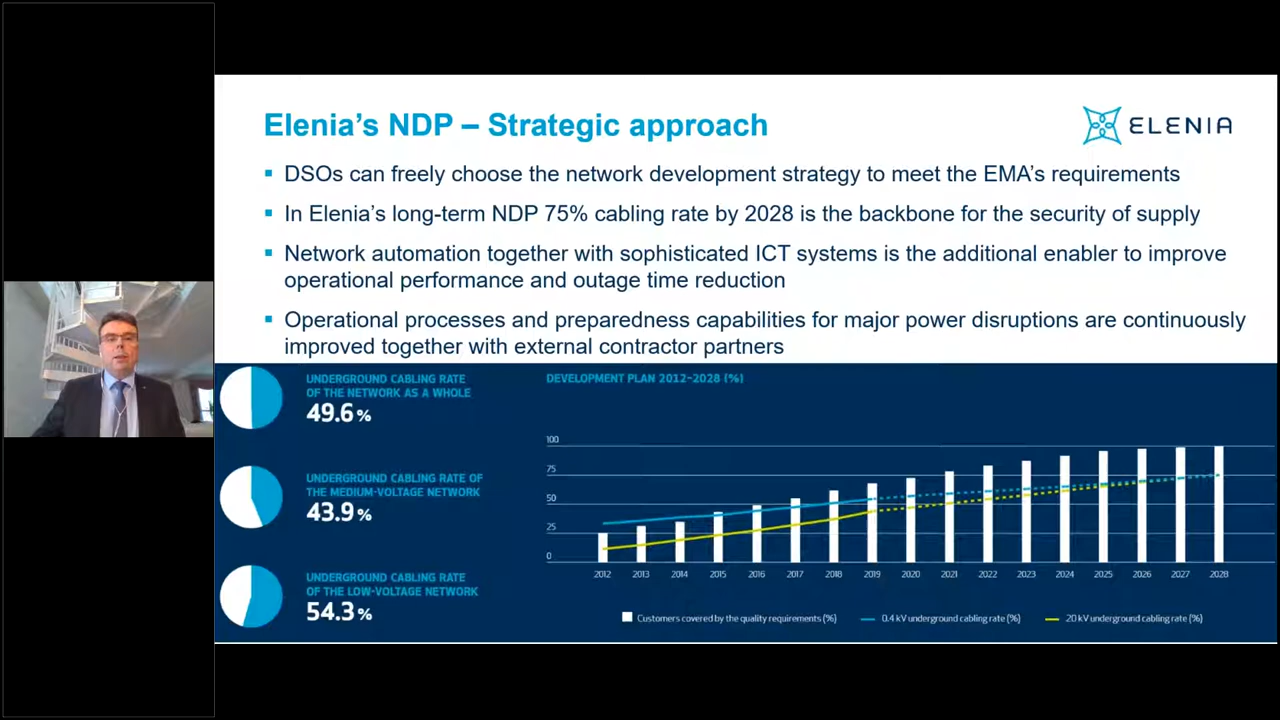 Elenia's NDP – Strategic approach
ELENIA
▪ DSOs can freely choose the network development strategy to meet the EMA's requirements
▪ In Elenia's long-term NDP 75% cabling rate by 2028 is the backbone for the security of supply
▪ Network automation together with sophisticated ICT systems is the additional enabler to improve
operational performance and outage time reduction
▪ Operational processes and preparedness capabilities for major power disruptions are continuously
improved together with external contractor partners
UNDERGROUND CABLING RATE
OF THE NETWORK AS A WHOLE
49.6 %
UNDERGROUND CABLING RATE OF
THE MEDIUM-VOLTAGE NETWORK
43.9 %
UNDERGROUND CABLING RATE
OF THE LOW-VOLTAGE NETWORK
54.3 %
DEVELOPMENT PLAN 2012–2028 (%)
100
75
50
25
0
2012 2013 2014 2015 2016 2017 2018 2019 2020 2021 2022 2023 2024 2025 2026 2027 2028
Customers covered by the quality requirements (%) 0.4 kV underground cabling rate (%) 20 kV underground cabling rate (%)